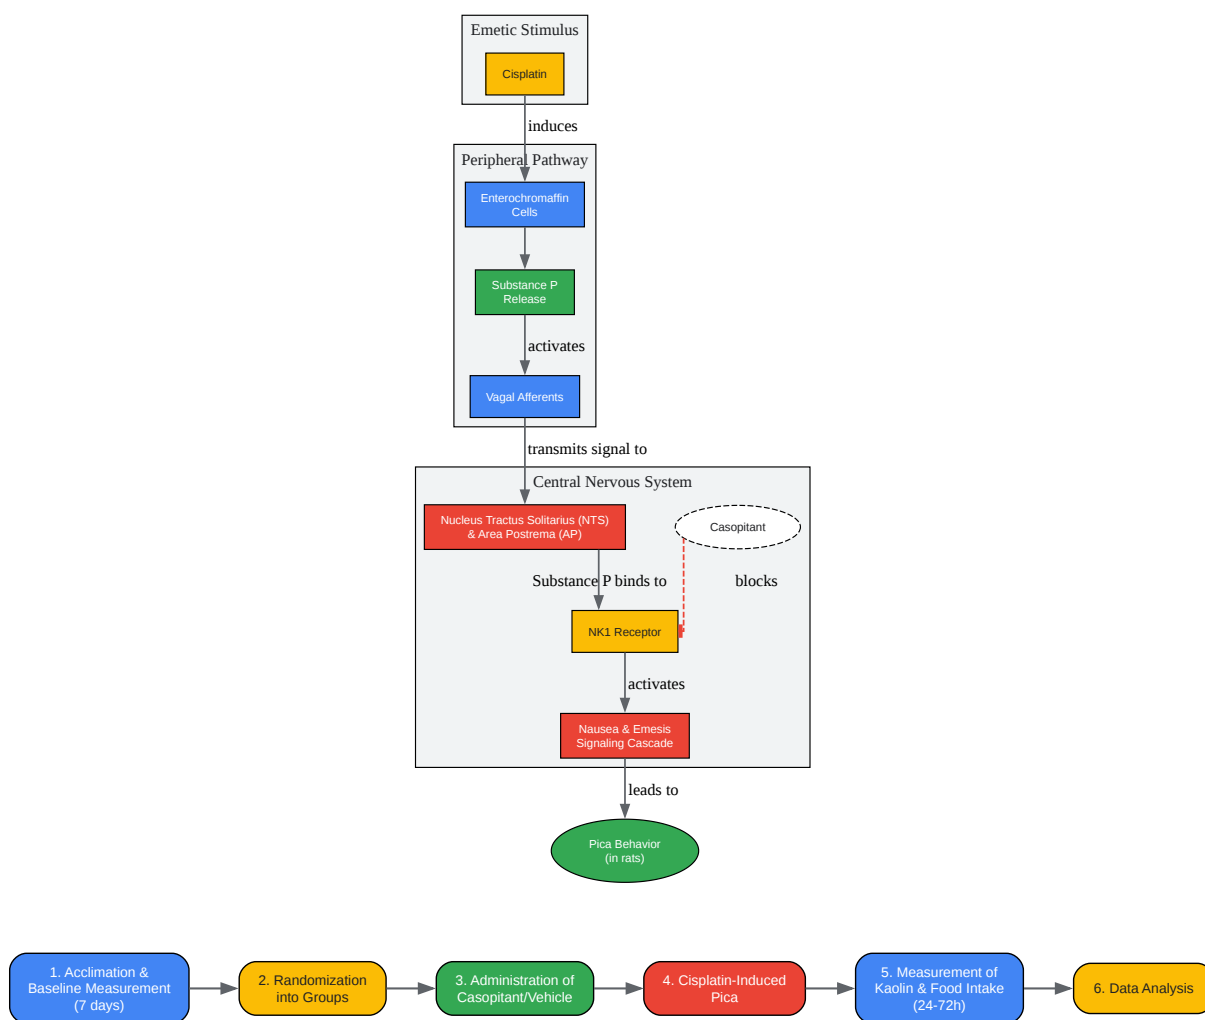 Emetic Stimulus
Cisplatin
induces
Peripheral Pathway
Enterochromaffin
Cells
Substance P
Release
activates
Vagal Afferents
transmits signal to
Central Nervous System
Nucleus Tractus Solitarius (NTS)
& Area Postrema (AP)
Casopitant
Substance P binds to
blocks
NK1 Receptor
activates
Nausea & Emesis
Signaling Cascade
leads to
Pica Behavior
(in rats)
1. Acclimation &
Baseline Measurement
(7 days)
2. Randomization
into Groups
3. Administration of
Casopitant/Vehicle
4. Cisplatin-Induced
Pica
5. Measurement of
Kaolin & Food Intake
(24-72h)
6. Data Analysis